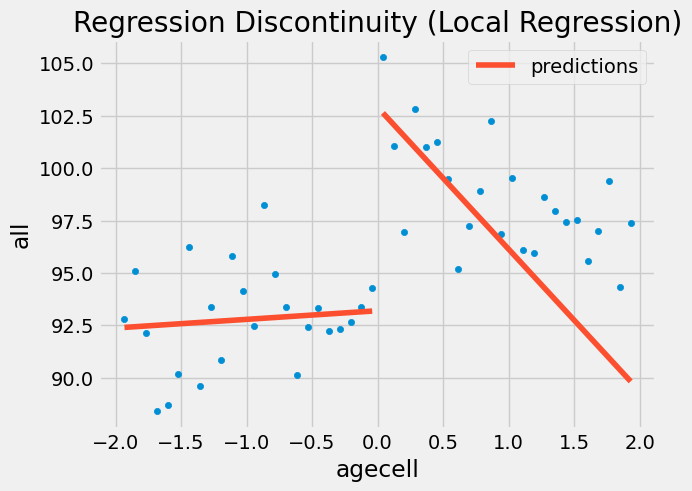 Regression Discontinuity (Local Regression)
predictions
105.0
102.5
100.0
97.5
95.0
92.5
90.0
all
−2.0 −1.5 −1.0 −0.5 0.0 0.5 1.0 1.5 2.0
agecell